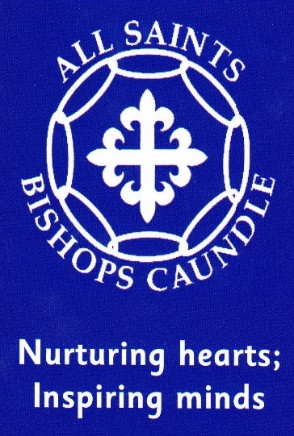 ALL SAINTS
BISHOPS CAUNDLE
Nurturing hearts;
Inspiring minds